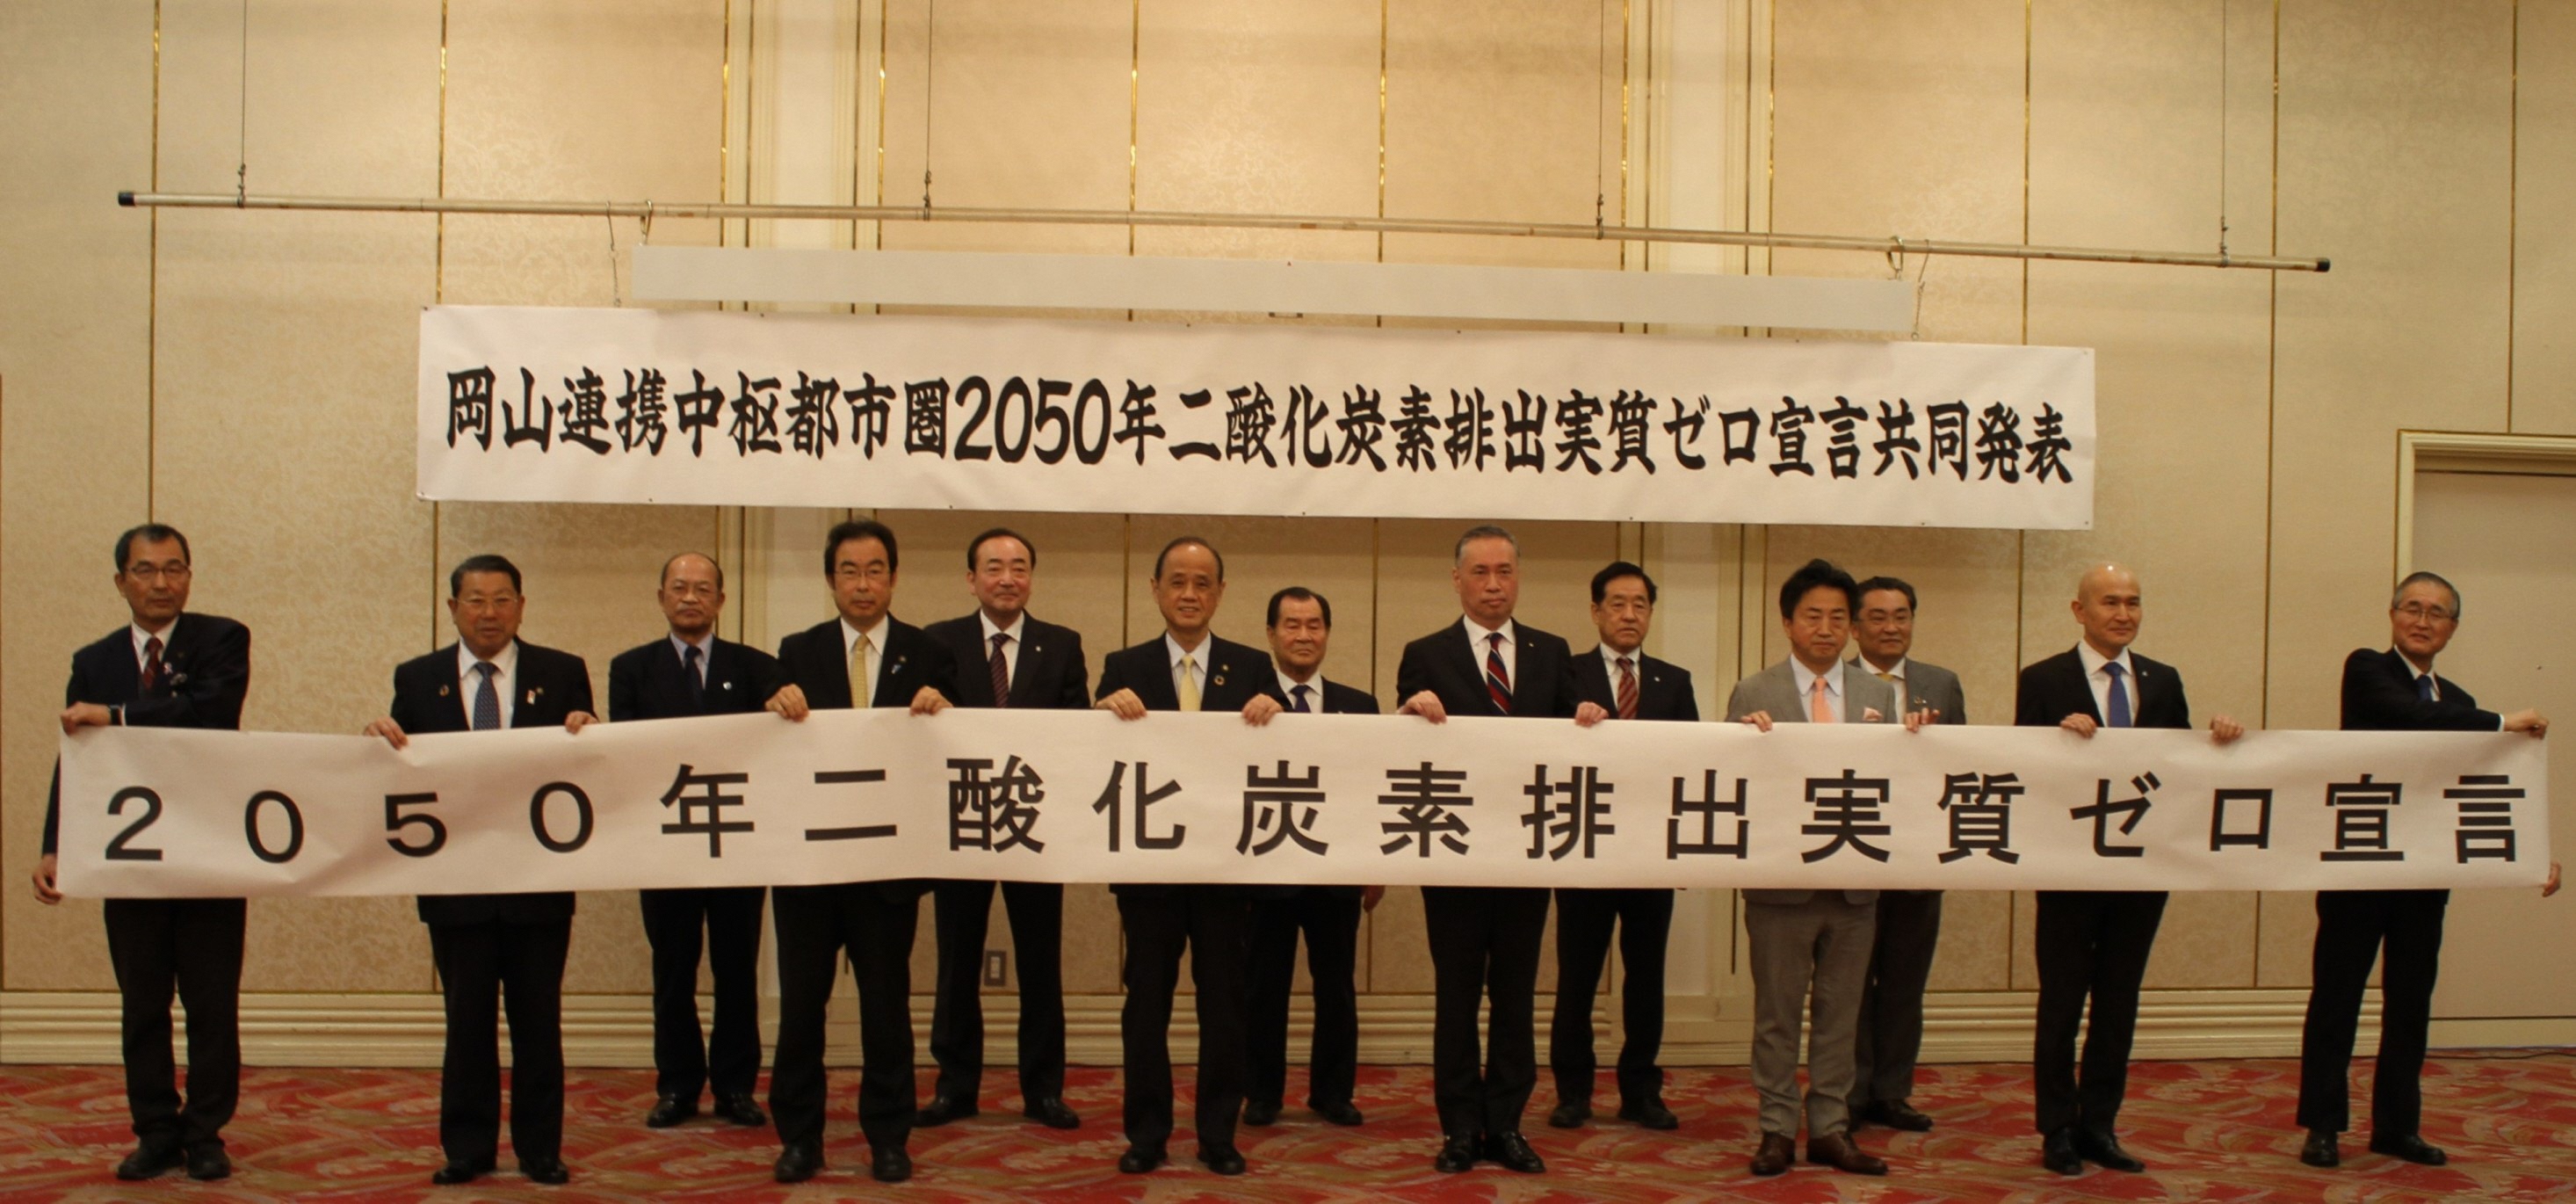 岡山連携中枢都市圏2050年二酸化炭素排出実質ゼロ宣言共同発表
2050年二酸化炭素排出実質ゼロ宣言